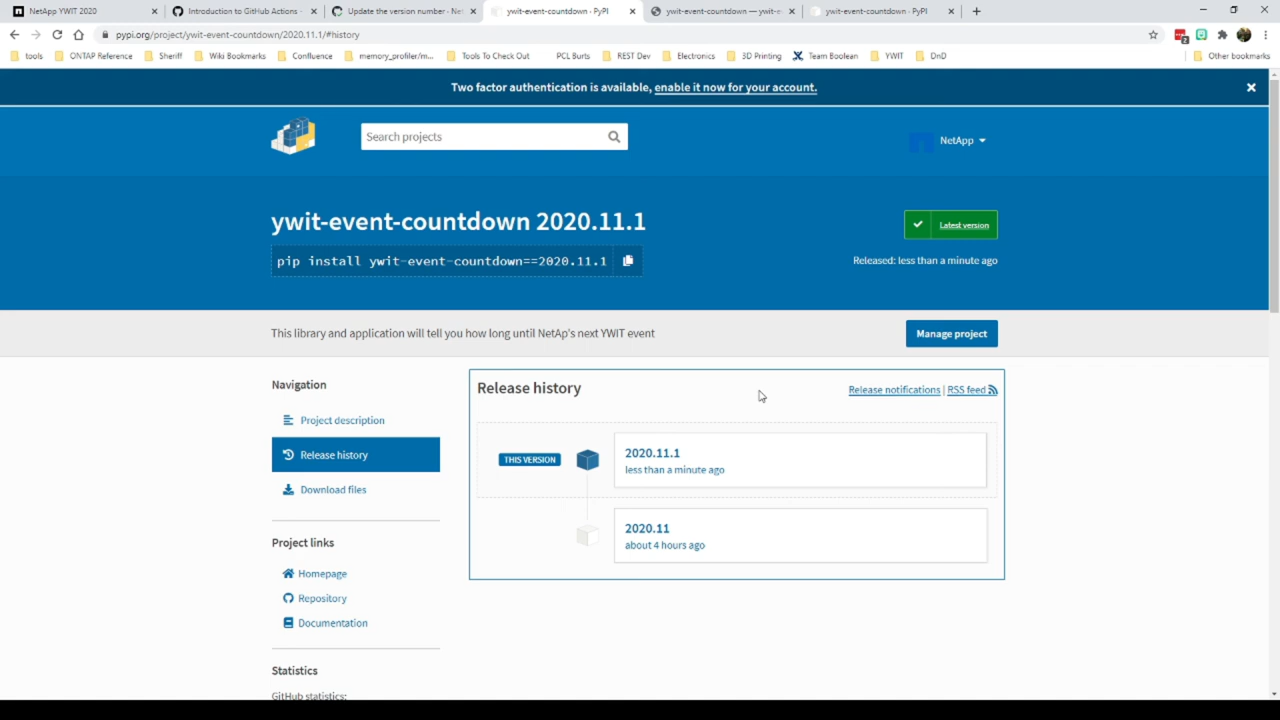 NetApp YWIT 2020
Introduction to GitHub Actions -
Update the version number · Net
ywit-event-countdown · PyPI
ywit-event-countdown — ywit-e
ywit-event-countdown · PyPI
pypi.org/project/ywit-event-countdown/2020.11.1/#history
2
tools
ONTAP Reference
Sheriff
Wiki Bookmarks
Confluence
memory_profiler/m...
Tools To Check Out
PCL Burts
REST Dev
Electronics
3D Printing
Team Boolean
YWIT
DnD
Other bookmarks
Two factor authentication is available, enable it now for your account.
Search projects
NetApp
ywit-event-countdown 2020.11.1
Latest version
pip install ywit-event-countdown==2020.11.1
Released: less than a minute ago
This library and application will tell you how long until NetAp's next YWIT event
Manage project
Navigation
Project description
Release history
Download files
Project links
Homepage
Repository
Documentation
Statistics
GitHub statistics:
Release history
Release notifications | RSS feed
THIS VERSION
2020.11.1
less than a minute ago
2020.11
about 4 hours ago